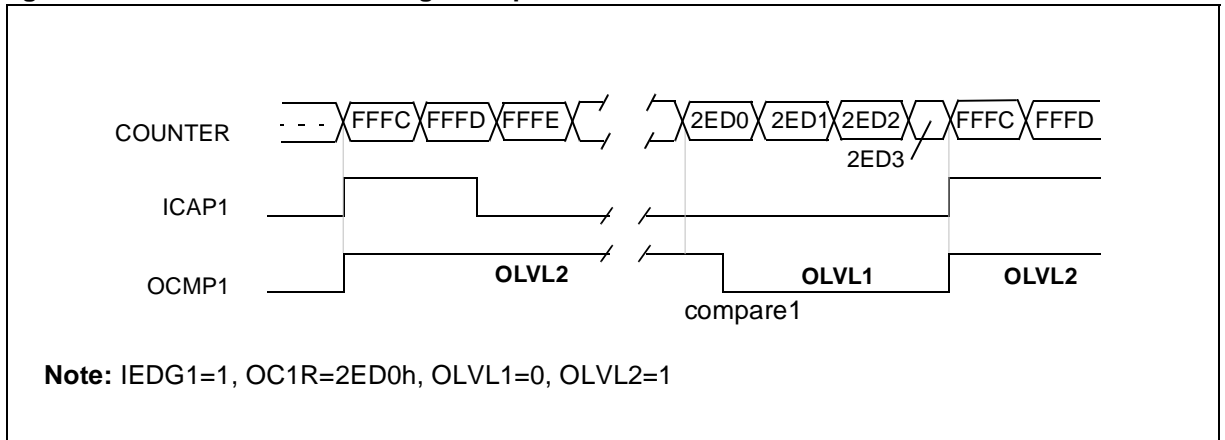 COUNTER
- - - FFFC FFFD FFFE 2ED0 2ED1 2ED2 FFFC FFFD
2ED3
ICAP1
OCMP1
OLVL2 OLVL1 OLVL2
compare1
Note: IEDG1=1, OC1R=2ED0h, OLVL1=0, OLVL2=1